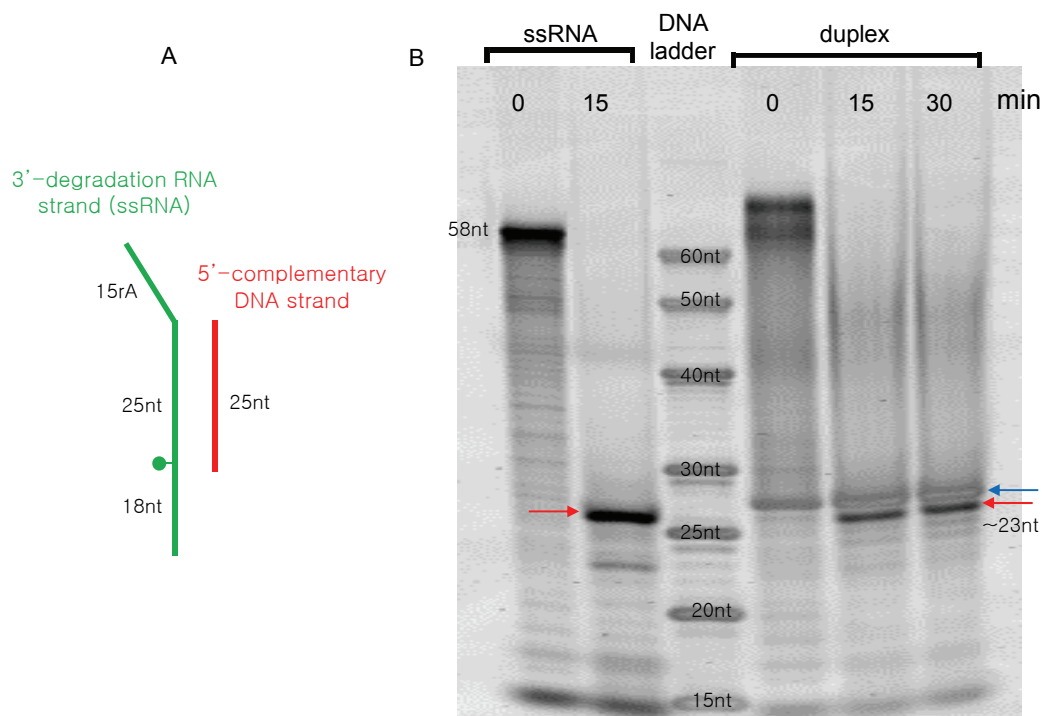 A
3’-degradation RNA
strand (ssRNA)
15rA
5’-complementary
DNA strand
25nt
25nt
18nt
B
ssRNA
DNA
ladder
duplex
0
15
0
15
30
min
58nt
60nt
50nt
40nt
30nt
25nt
~23nt
20nt
15nt